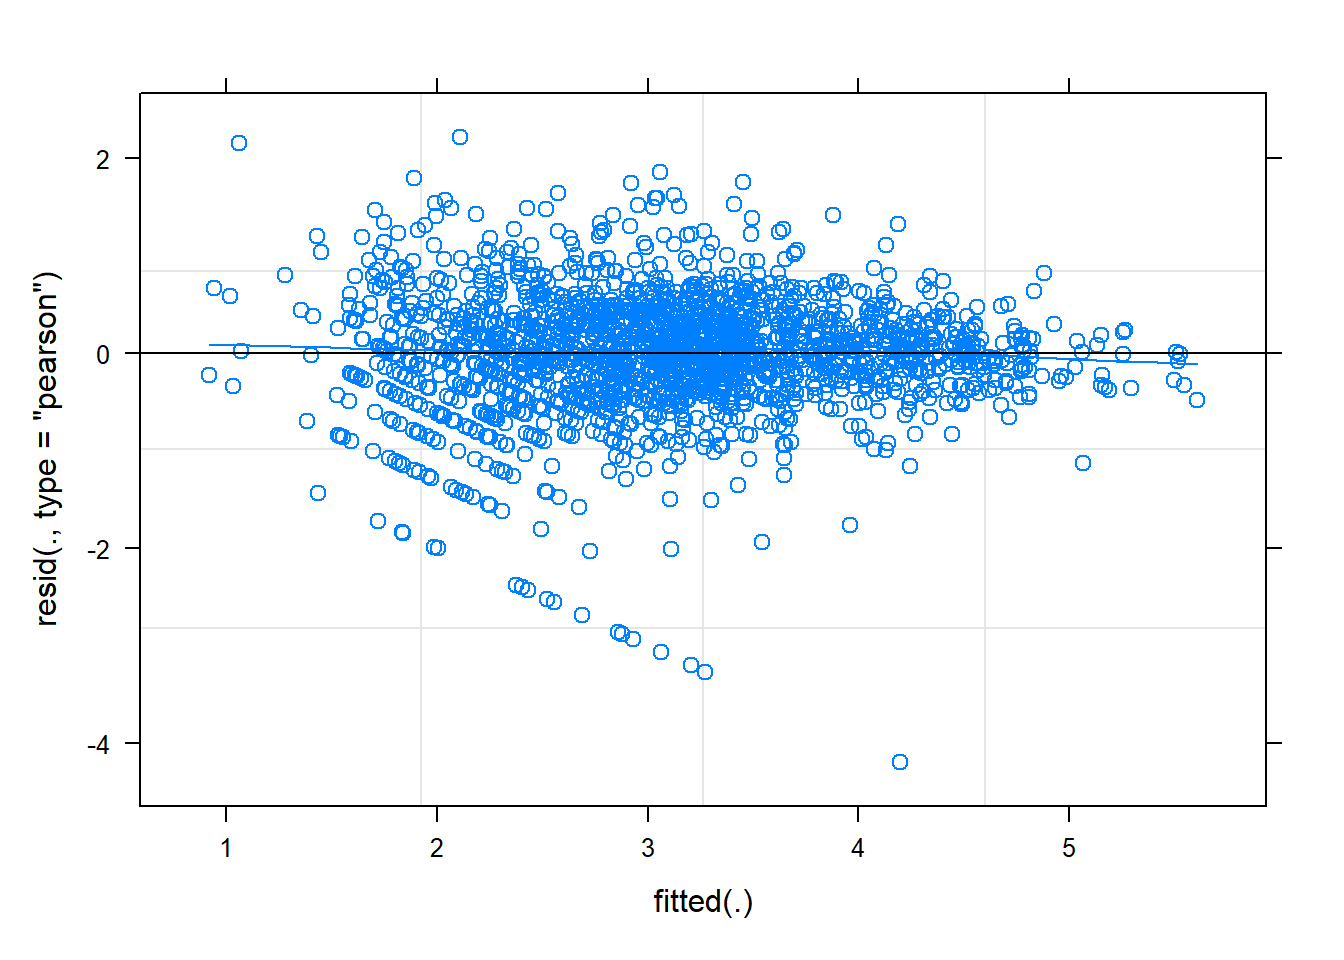 2
0
-2
-4
resid(., type = "pearson")
1 2 3 4 5
fitted(.)